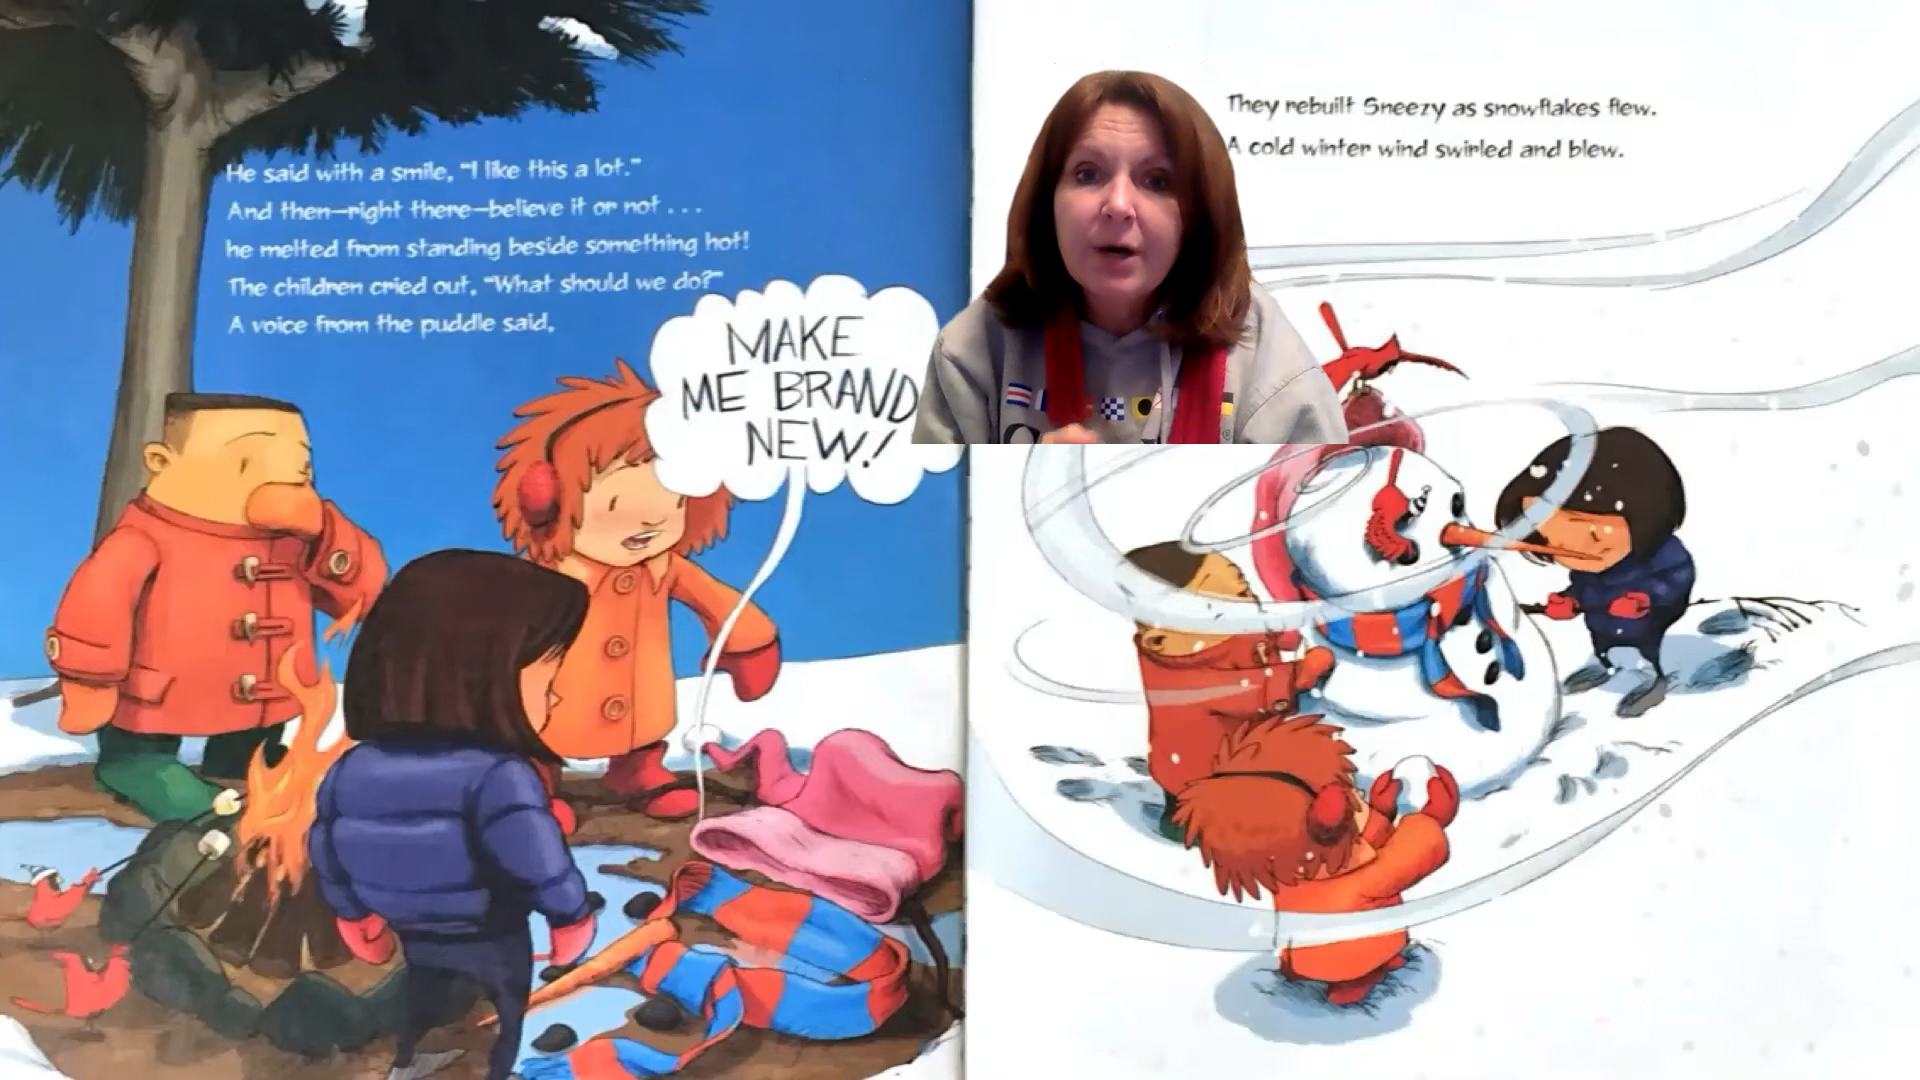 He said with a smile, "I like this a lot."
And then—right there—believe it or not . . .
he melted from standing beside something hot!
The children cried out, "What should we do?"
A voice from the puddle said,
MAKE
ME BRAND
NEW!
They rebuilt Sneezy as snowflakes flew.
A cold winter wind swirled and blew.